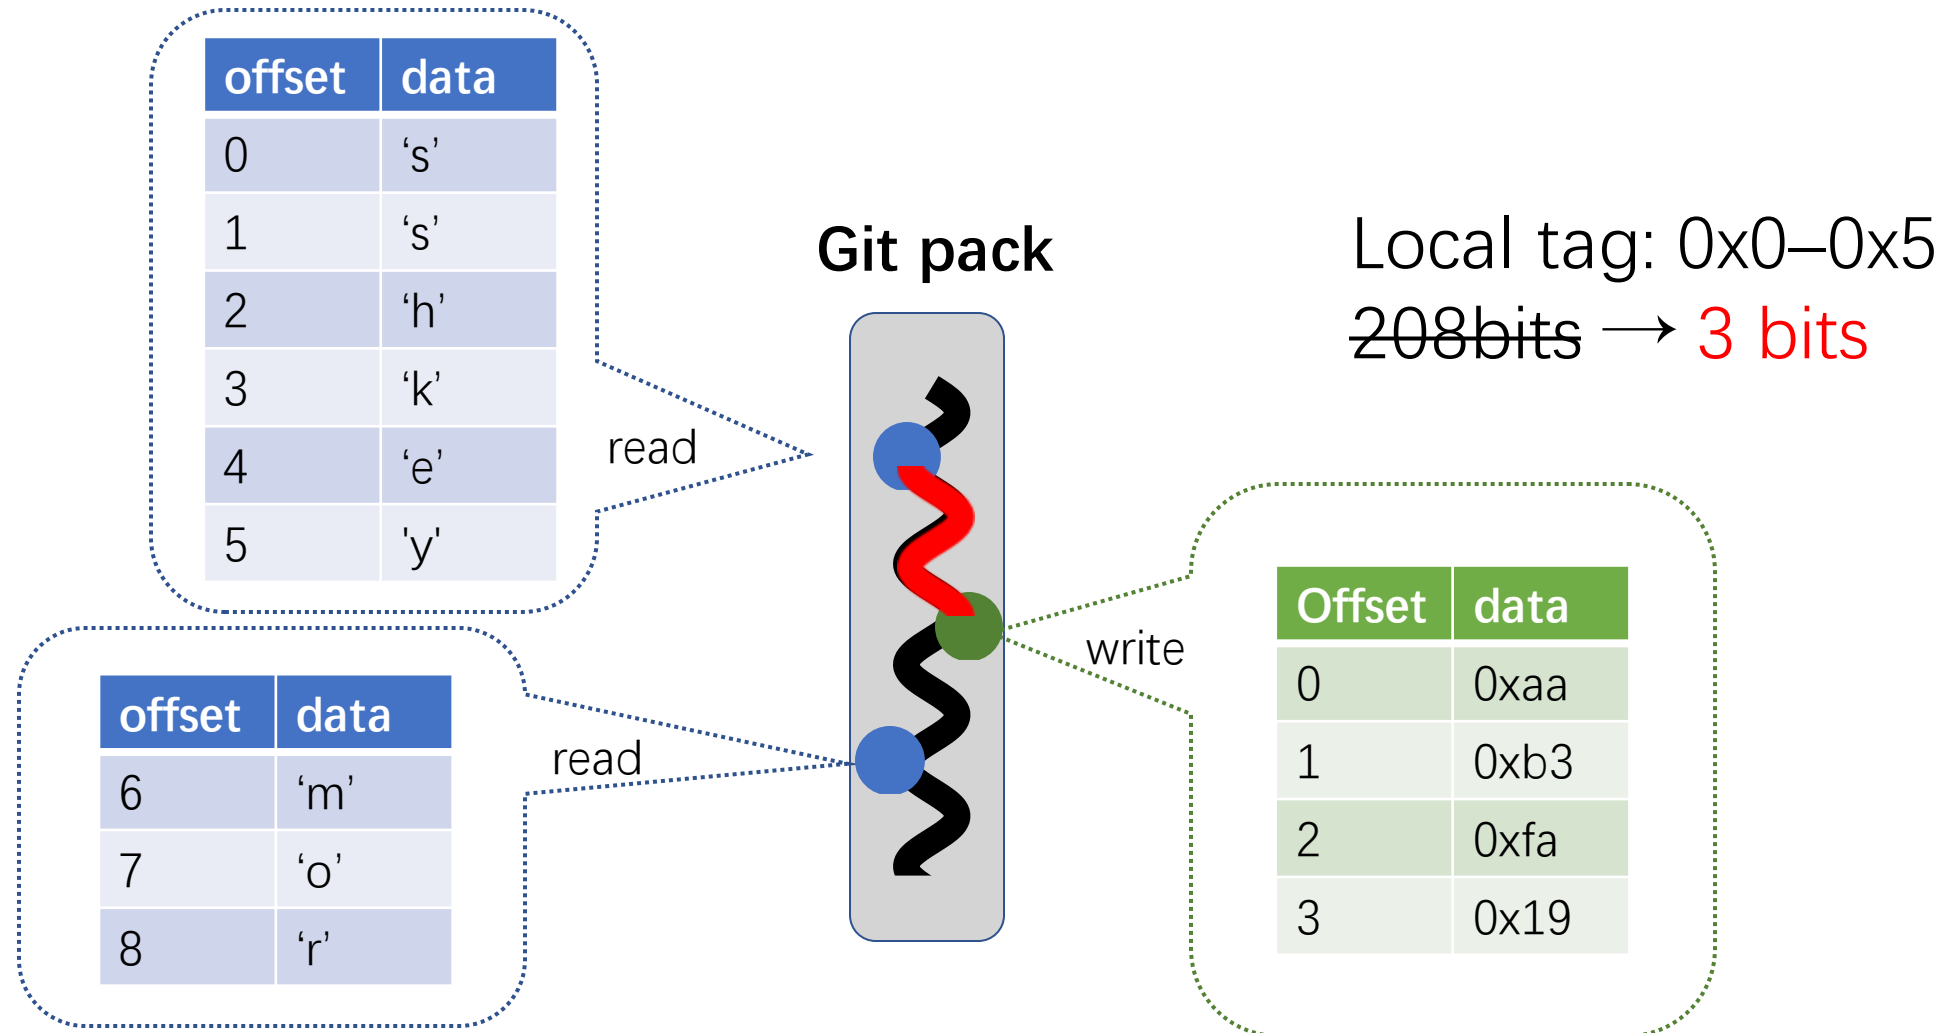 offset data
0 ‘s’
1 ‘s’
2 ‘h’
3 ‘k’
4 ‘e’
5 'y'
read
offset data
6 ‘m’
7 ‘o’
8 ‘r’
read
Git pack
Local tag: 0x0–0x5
208bits → 3 bits
write
Offset data
0 0xaa
1 0xb3
2 0xfa
3 0x19